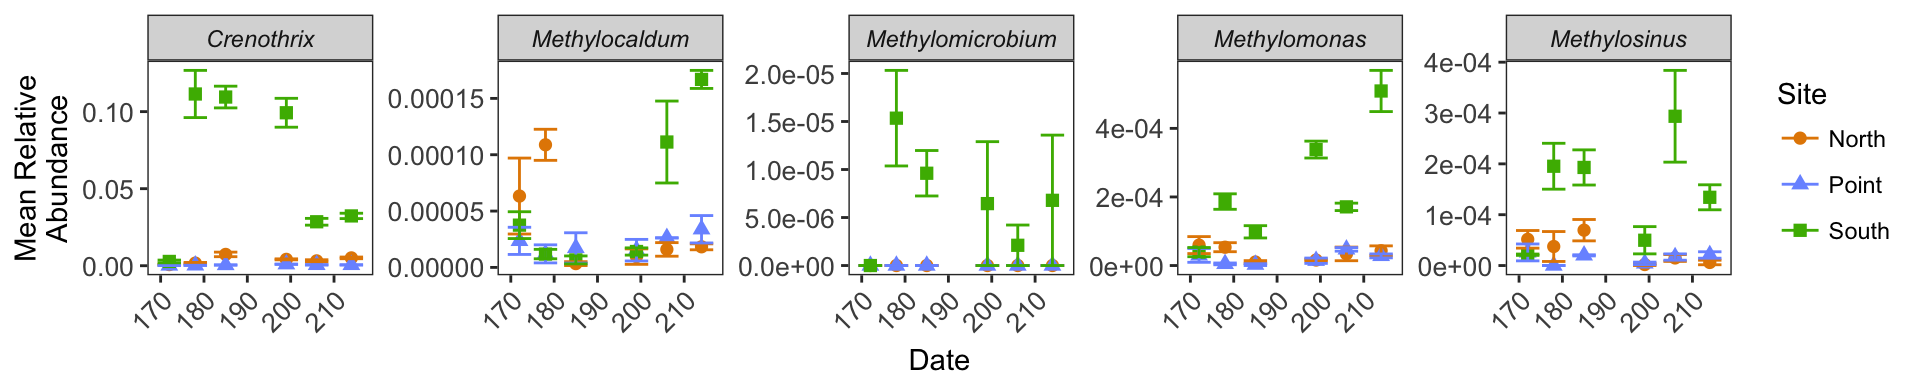 Crenothrix
Methylocaldum
Methylomicrobium
Methylomonas
Methylosinus
Mean Relative
Abundance
0.10
0.05
0.00
0.00015
0.00010
0.00005
0.00000
2.0e-05
1.5e-05
1.0e-05
5.0e-06
0.0e+00
4e-04
2e-04
0e+00
4e-04
3e-04
2e-04
1e-04
0e+00
170 180 190 200 210
170 180 190 200 210
170 180 190 200 210
170 180 190 200 210
170 180 190 200 210
Date
Site
North
Point
South